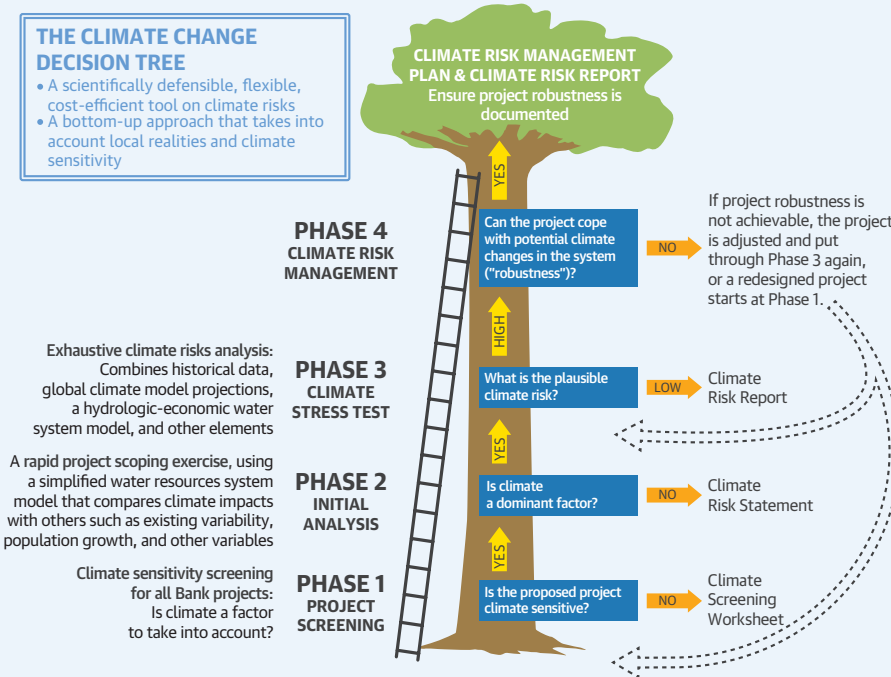 THE CLIMATE CHANGE
DECISION TREE
• A scientifically defensible, flexible,
cost-efficient tool on climate risks
• A bottom-up approach that takes into
account local realities and climate
sensitivity
CLIMATE RISK MANAGEMENT
PLAN & CLIMATE RISK REPORT
Ensure project robustness is
documented
YES
PHASE 4
CLIMATE RISK
MANAGEMENT
Can the project cope
with potential climate
changes in the system
("robustness")?
NO
If project robustness is
not achievable, the project
is adjusted and put
through Phase 3 again,
or a redesigned project
starts at Phase 1.
HIGH
Exhaustive climate risks analysis:
Combines historical data,
global climate model projections,
a hydrologic-economic water
system model, and other elements
PHASE 3
CLIMATE
STRESS TEST
What is the plausible
climate risk?
LOW
Climate
Risk Report
YES
A rapid project scoping exercise, using
a simplified water resources system
model that compares climate impacts
with others such as existing variability,
population growth, and other variables
PHASE 2
INITIAL
ANALYSIS
Is climate
a dominant factor?
NO
Climate
Risk Statement
YES
Climate sensitivity screening
for all Bank projects:
Is climate a factor
to take into account?
PHASE 1
PROJECT
SCREENING
Is the proposed project
climate sensitive?
NO
Climate
Screening
Worksheet